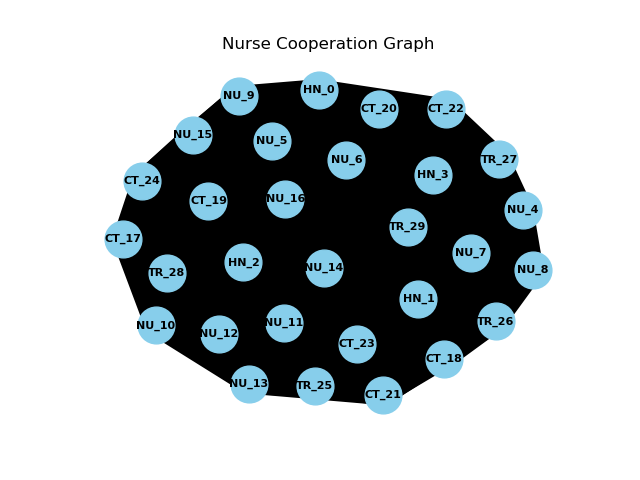 Nurse Cooperation Graph
HN_0
NU_9
CT_20
CT_22
NU_15
NU_5
NU_6
TR_27
HN_3
CT_24
CT_19
NU_16
NU_4
TR_29
CT_17
NU_7
HN_2
NU_14
NU_8
TR_28
HN_1
NU_10
NU_11
TR_26
NU_12
CT_23
CT_18
NU_13
TR_25
CT_21